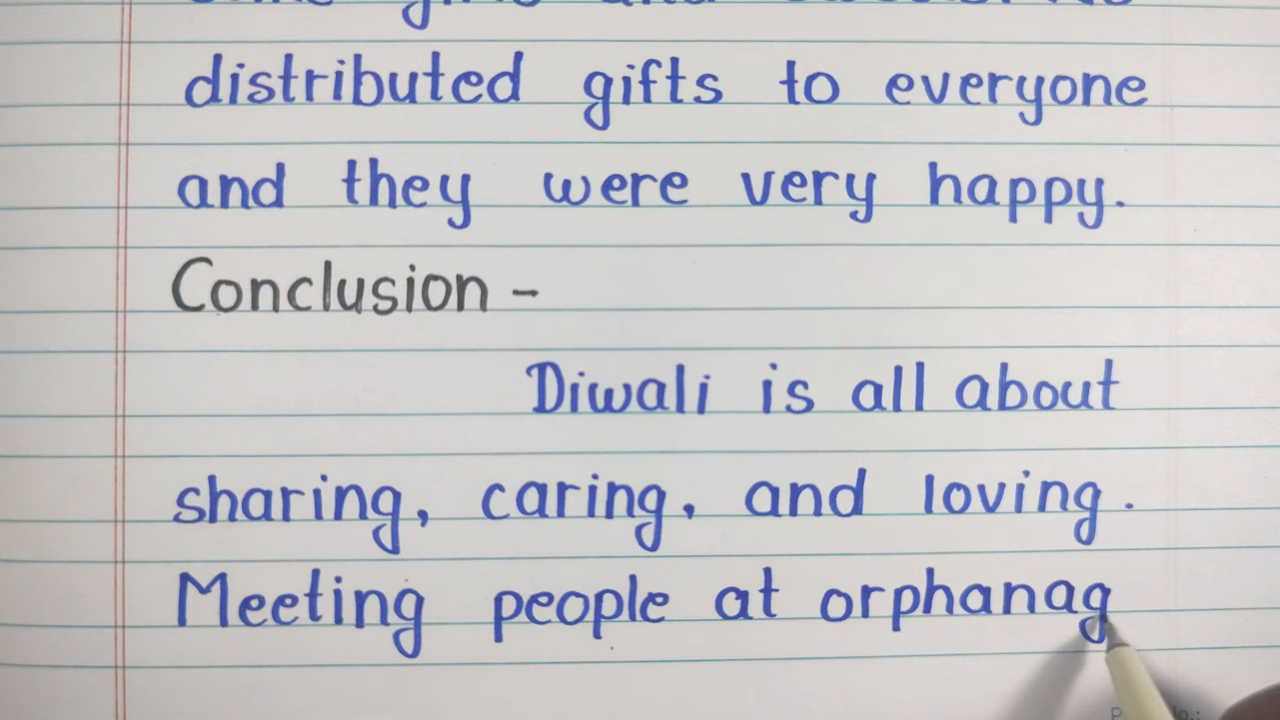 distributed gifts to everyone
and they were very happy.
Conclusion -
Diwali is all about
sharing, caring, and loving.
Meeting people at orphanag